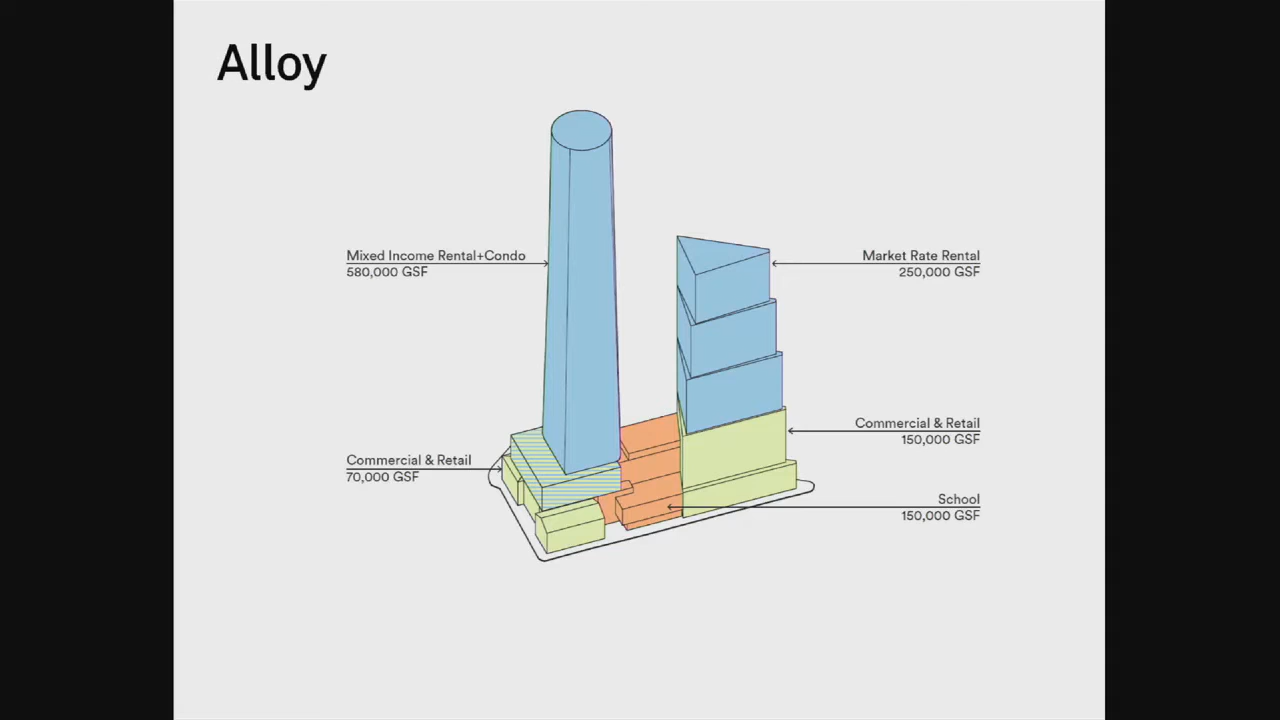 Alloy
Mixed Income Rental+Condo
580,000 GSF
Market Rate Rental
250,000 GSF
Commercial & Retail
150,000 GSF
Commercial & Retail
70,000 GSF
School
150,000 GSF